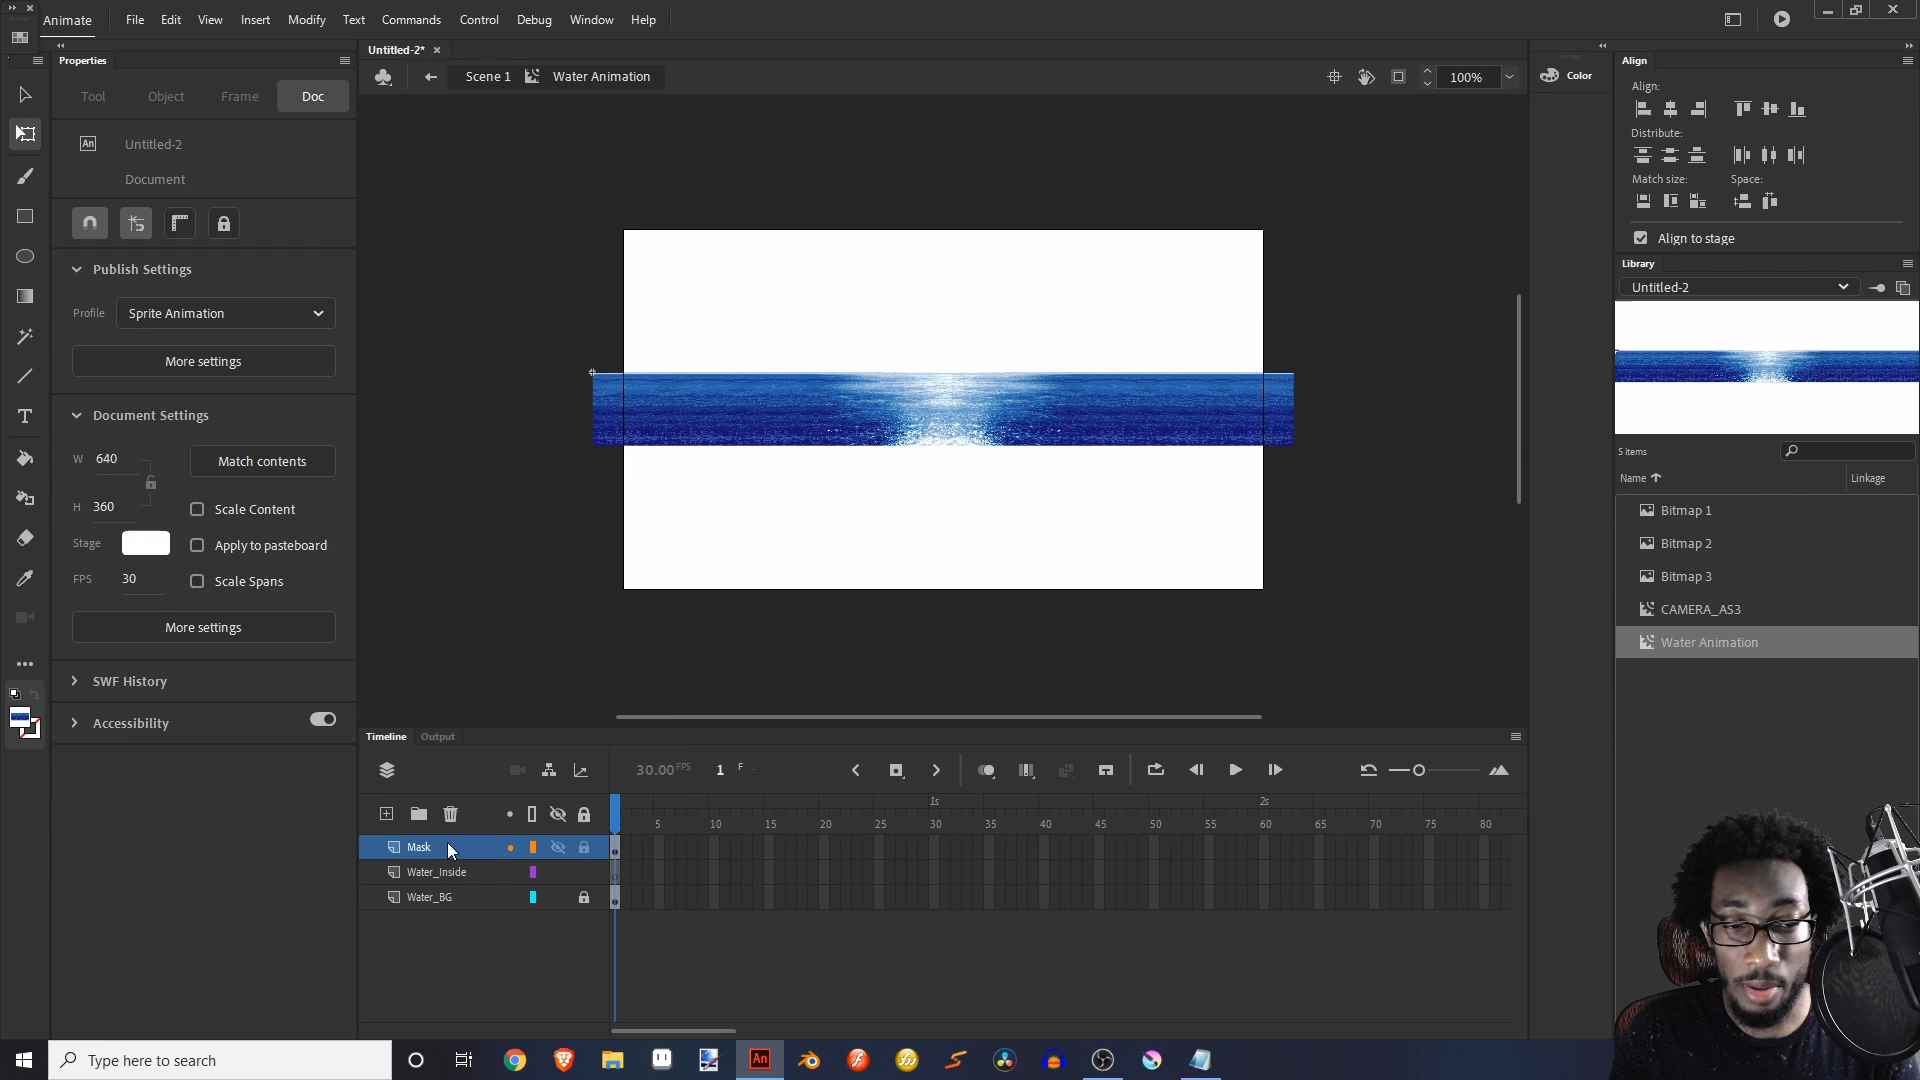 Animate
File
Edit
View
Insert
Modify
Text
Commands
Control
Debug
Window
Help
Properties
Untitled-2*
Scene 1
Water Animation
100%
Tool
Object
Frame
Doc
An
Untitled-2
Document
Publish Settings
Profile
Sprite Animation
More settings
Document Settings
W 640
Match contents
H 360
Scale Content
Stage
Apply to pasteboard
FPS 30
Scale Spans
More settings
SWF History
Accessibility
Color
Align
Align:
Distribute:
Match size:
Space:
Align to stage
Library
Untitled-2
5 items
Name
Linkage
Bitmap 1
Bitmap 2
Bitmap 3
CAMERA_AS3
Water Animation
Timeline
Output
30.00 FPS
1 F
1s
2s
5 10 15 20 25 30 35 40 45 50 55 60 65 70 75 80
Mask
Water_Inside
Water_BG
Type here to search
An